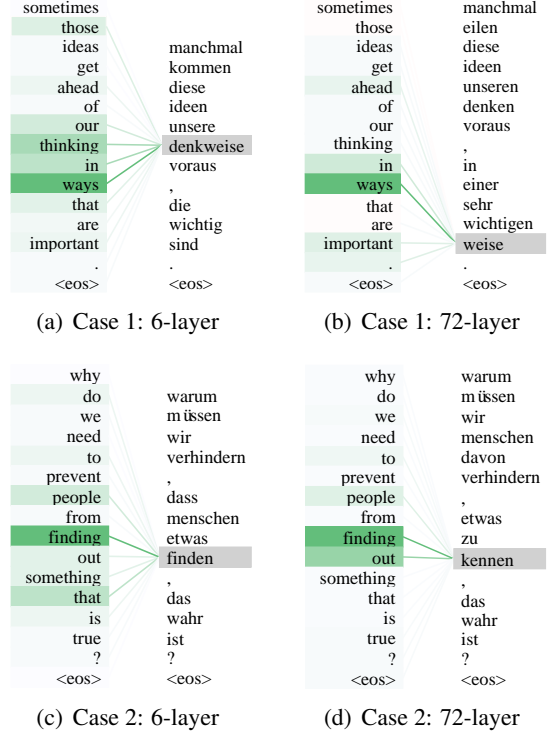 sometimes
those
ideas
get
ahead
of
our
thinking
in
ways
that
are
important
.
<eos>
manchmal
kommen
diese
ideen
unsere
denkweise
voraus
,
die
wichtig
sind
.
<eos>
(a) Case 1: 6-layer
sometimes
those
ideas
get
ahead
of
our
thinking
in
ways
that
are
important
.
<eos>
manchmal
eilen
diese
ideen
unseren
denken
voraus
,
in
einer
sehr
wichtigen
weise
.
<eos>
(b) Case 1: 72-layer
why
do
we
need
to
prevent
people
from
finding
out
something
that
is
true
?
<eos>
warum
müssen
wir
verhindern
,
dass
menschen
etwas
finden
,
das
wahr
ist
?
<eos>
(c) Case 2: 6-layer
why
do
we
need
to
prevent
people
from
finding
out
something
that
is
true
?
<eos>
warum
müssen
wir
menschen
davon
verhindern
,
etwas
zu
kennen
,
das
wahr
ist
?
<eos>
(d) Case 2: 72-layer